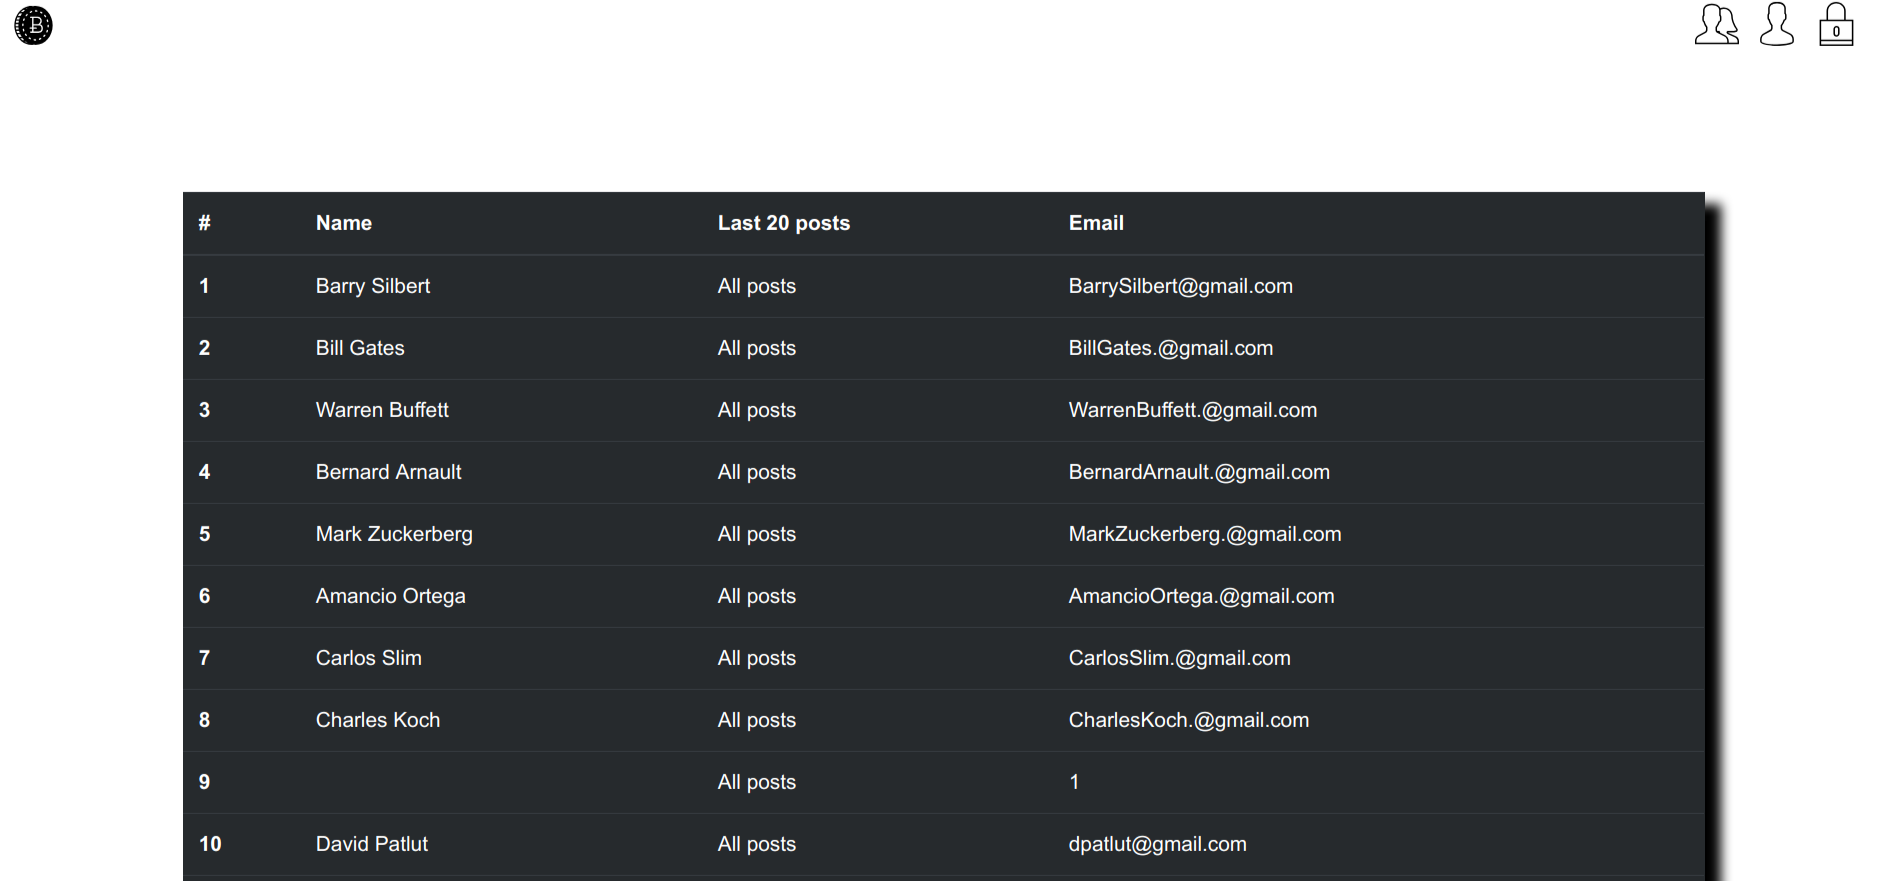 # Name Last 20 posts Email
1 Barry Silbert All posts BarrySilbert@gmail.com
2 Bill Gates All posts BillGates.@gmail.com
3 Warren Buffett All posts WarrenBuffett.@gmail.com
4 Bernard Arnault All posts BernardArnault.@gmail.com
5 Mark Zuckerberg All posts MarkZuckerberg.@gmail.com
6 Amancio Ortega All posts AmancioOrtega.@gmail.com
7 Carlos Slim All posts CarlosSlim.@gmail.com
8 Charles Koch All posts CharlesKoch.@gmail.com
9 All posts 1
10 David Patlut All posts dpatlut@gmail.com